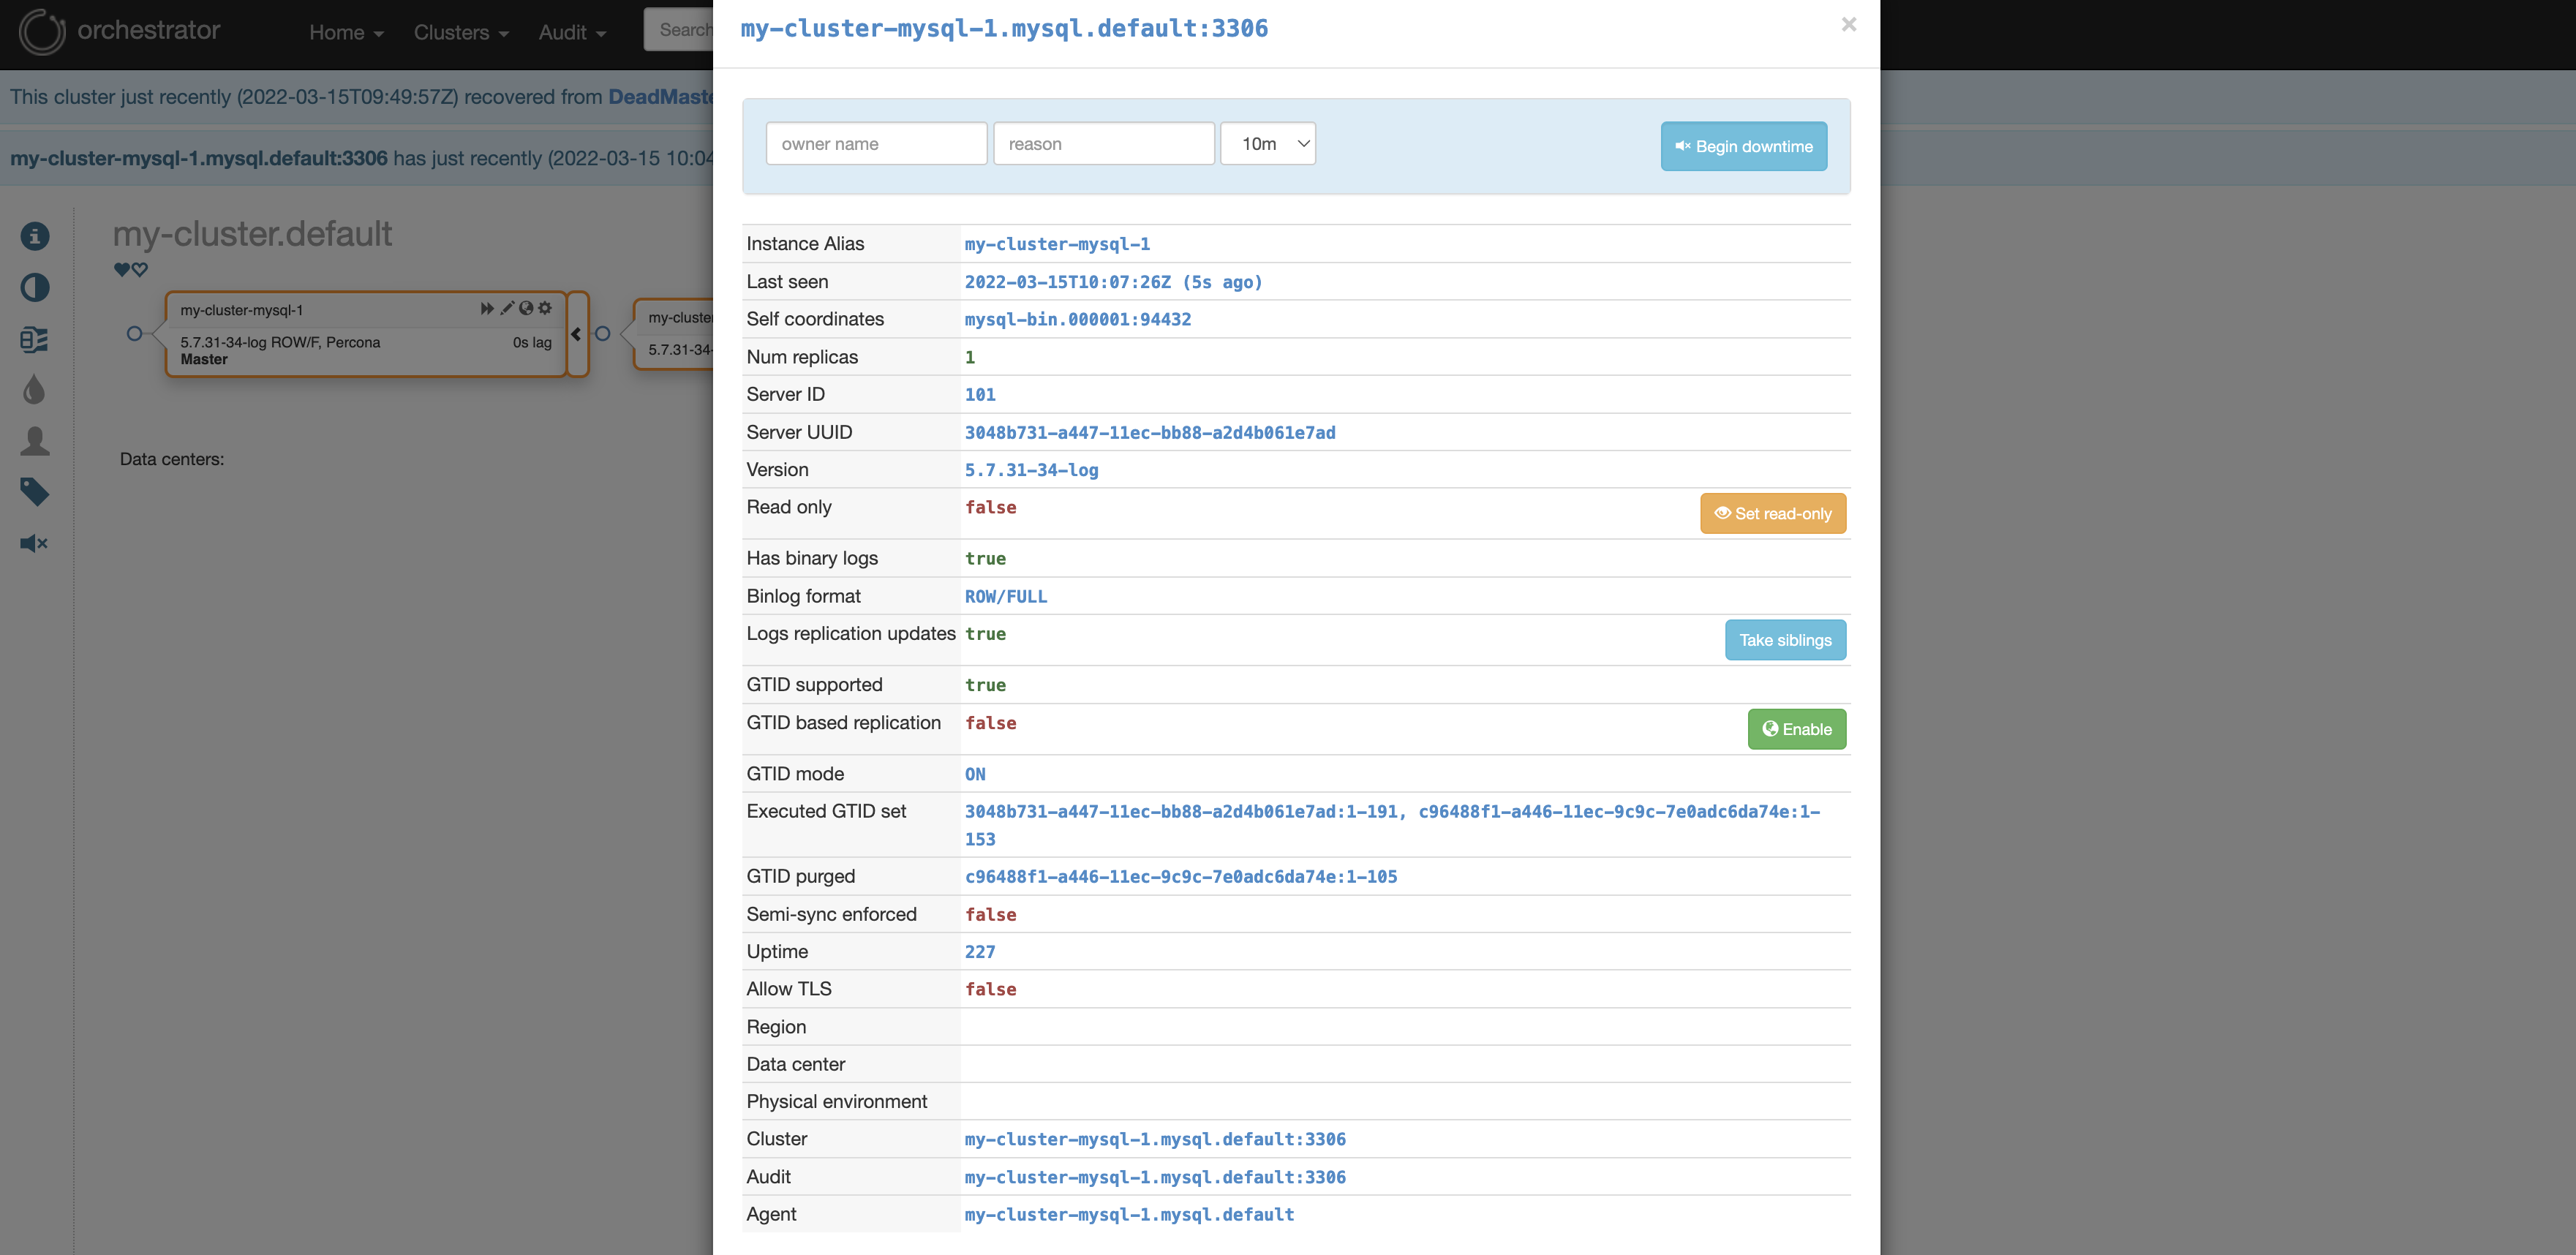 orchestrator
Home
Clusters
Audit
Search
my-cluster-mysql-1.mysql.default:3306
×
This cluster just recently (2022-03-15T09:49:57Z) recovered from
my-cluster-mysql-1.mysql.default:3306 has just recently (2022-03-15
owner name
reason
10m
Begin downtime
my-cluster.default
my-cluster-mysql-1
5.7.31-34-log ROW/F, Percona
0s lag
Master
my-cluster
5.7.31-34-
Data centers:
Instance Alias my-cluster-mysql-1
Last seen 2022-03-15T10:07:26Z (5s ago)
Self coordinates mysql-bin.000001:94432
Num replicas 1
Server ID 101
Server UUID 3048b731-a447-11ec-bb88-a2d4b061e7ad
Version 5.7.31-34-log
Read only false Set read-only
Has binary logs true
Binlog format ROW/FULL
Logs replication updates true Take siblings
GTID supported true
GTID based replication false Enable
GTID mode ON
Executed GTID set 3048b731-a447-11ec-bb88-a2d4b061e7ad:1-191, c96488f1-a446-11ec-9c9c-7e0adc6da74e:1-
153
GTID purged c96488f1-a446-11ec-9c9c-7e0adc6da74e:1-105
Semi-sync enforced false
Uptime 227
Allow TLS false
Region
Data center
Physical environment
Cluster my-cluster-mysql-1.mysql.default:3306
Audit my-cluster-mysql-1.mysql.default:3306
Agent my-cluster-mysql-1.mysql.default